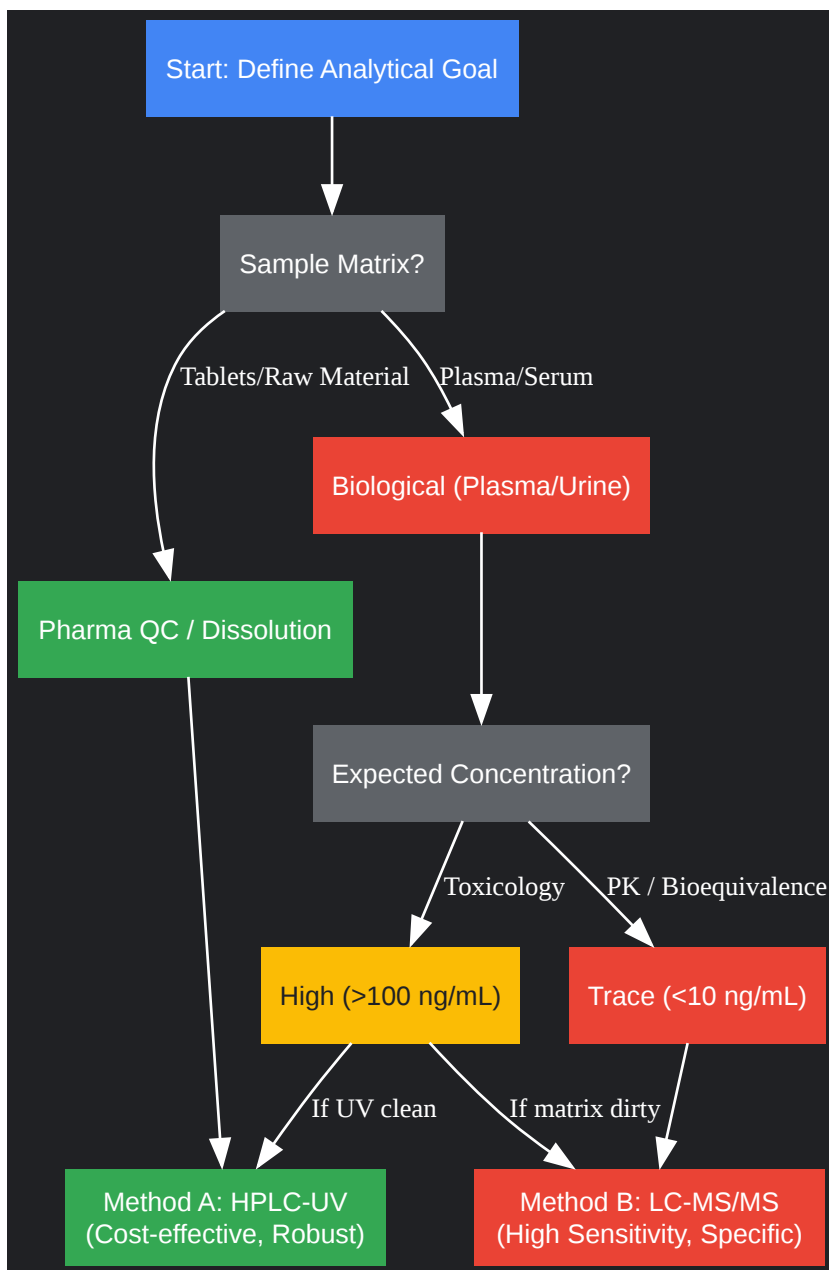 Start: Define Analytical Goal
Sample Matrix?
Tablets/Raw Material
Plasma/Serum
Biological (Plasma/Urine)
Pharma QC / Dissolution
Expected Concentration?
Toxicology
PK / Bioequivalence
High (>100 ng/mL)
Trace (<10 ng/mL)
If UV clean
If matrix dirty
Method A: HPLC-UV
(Cost-effective, Robust)
Method B: LC-MS/MS
(High Sensitivity, Specific)